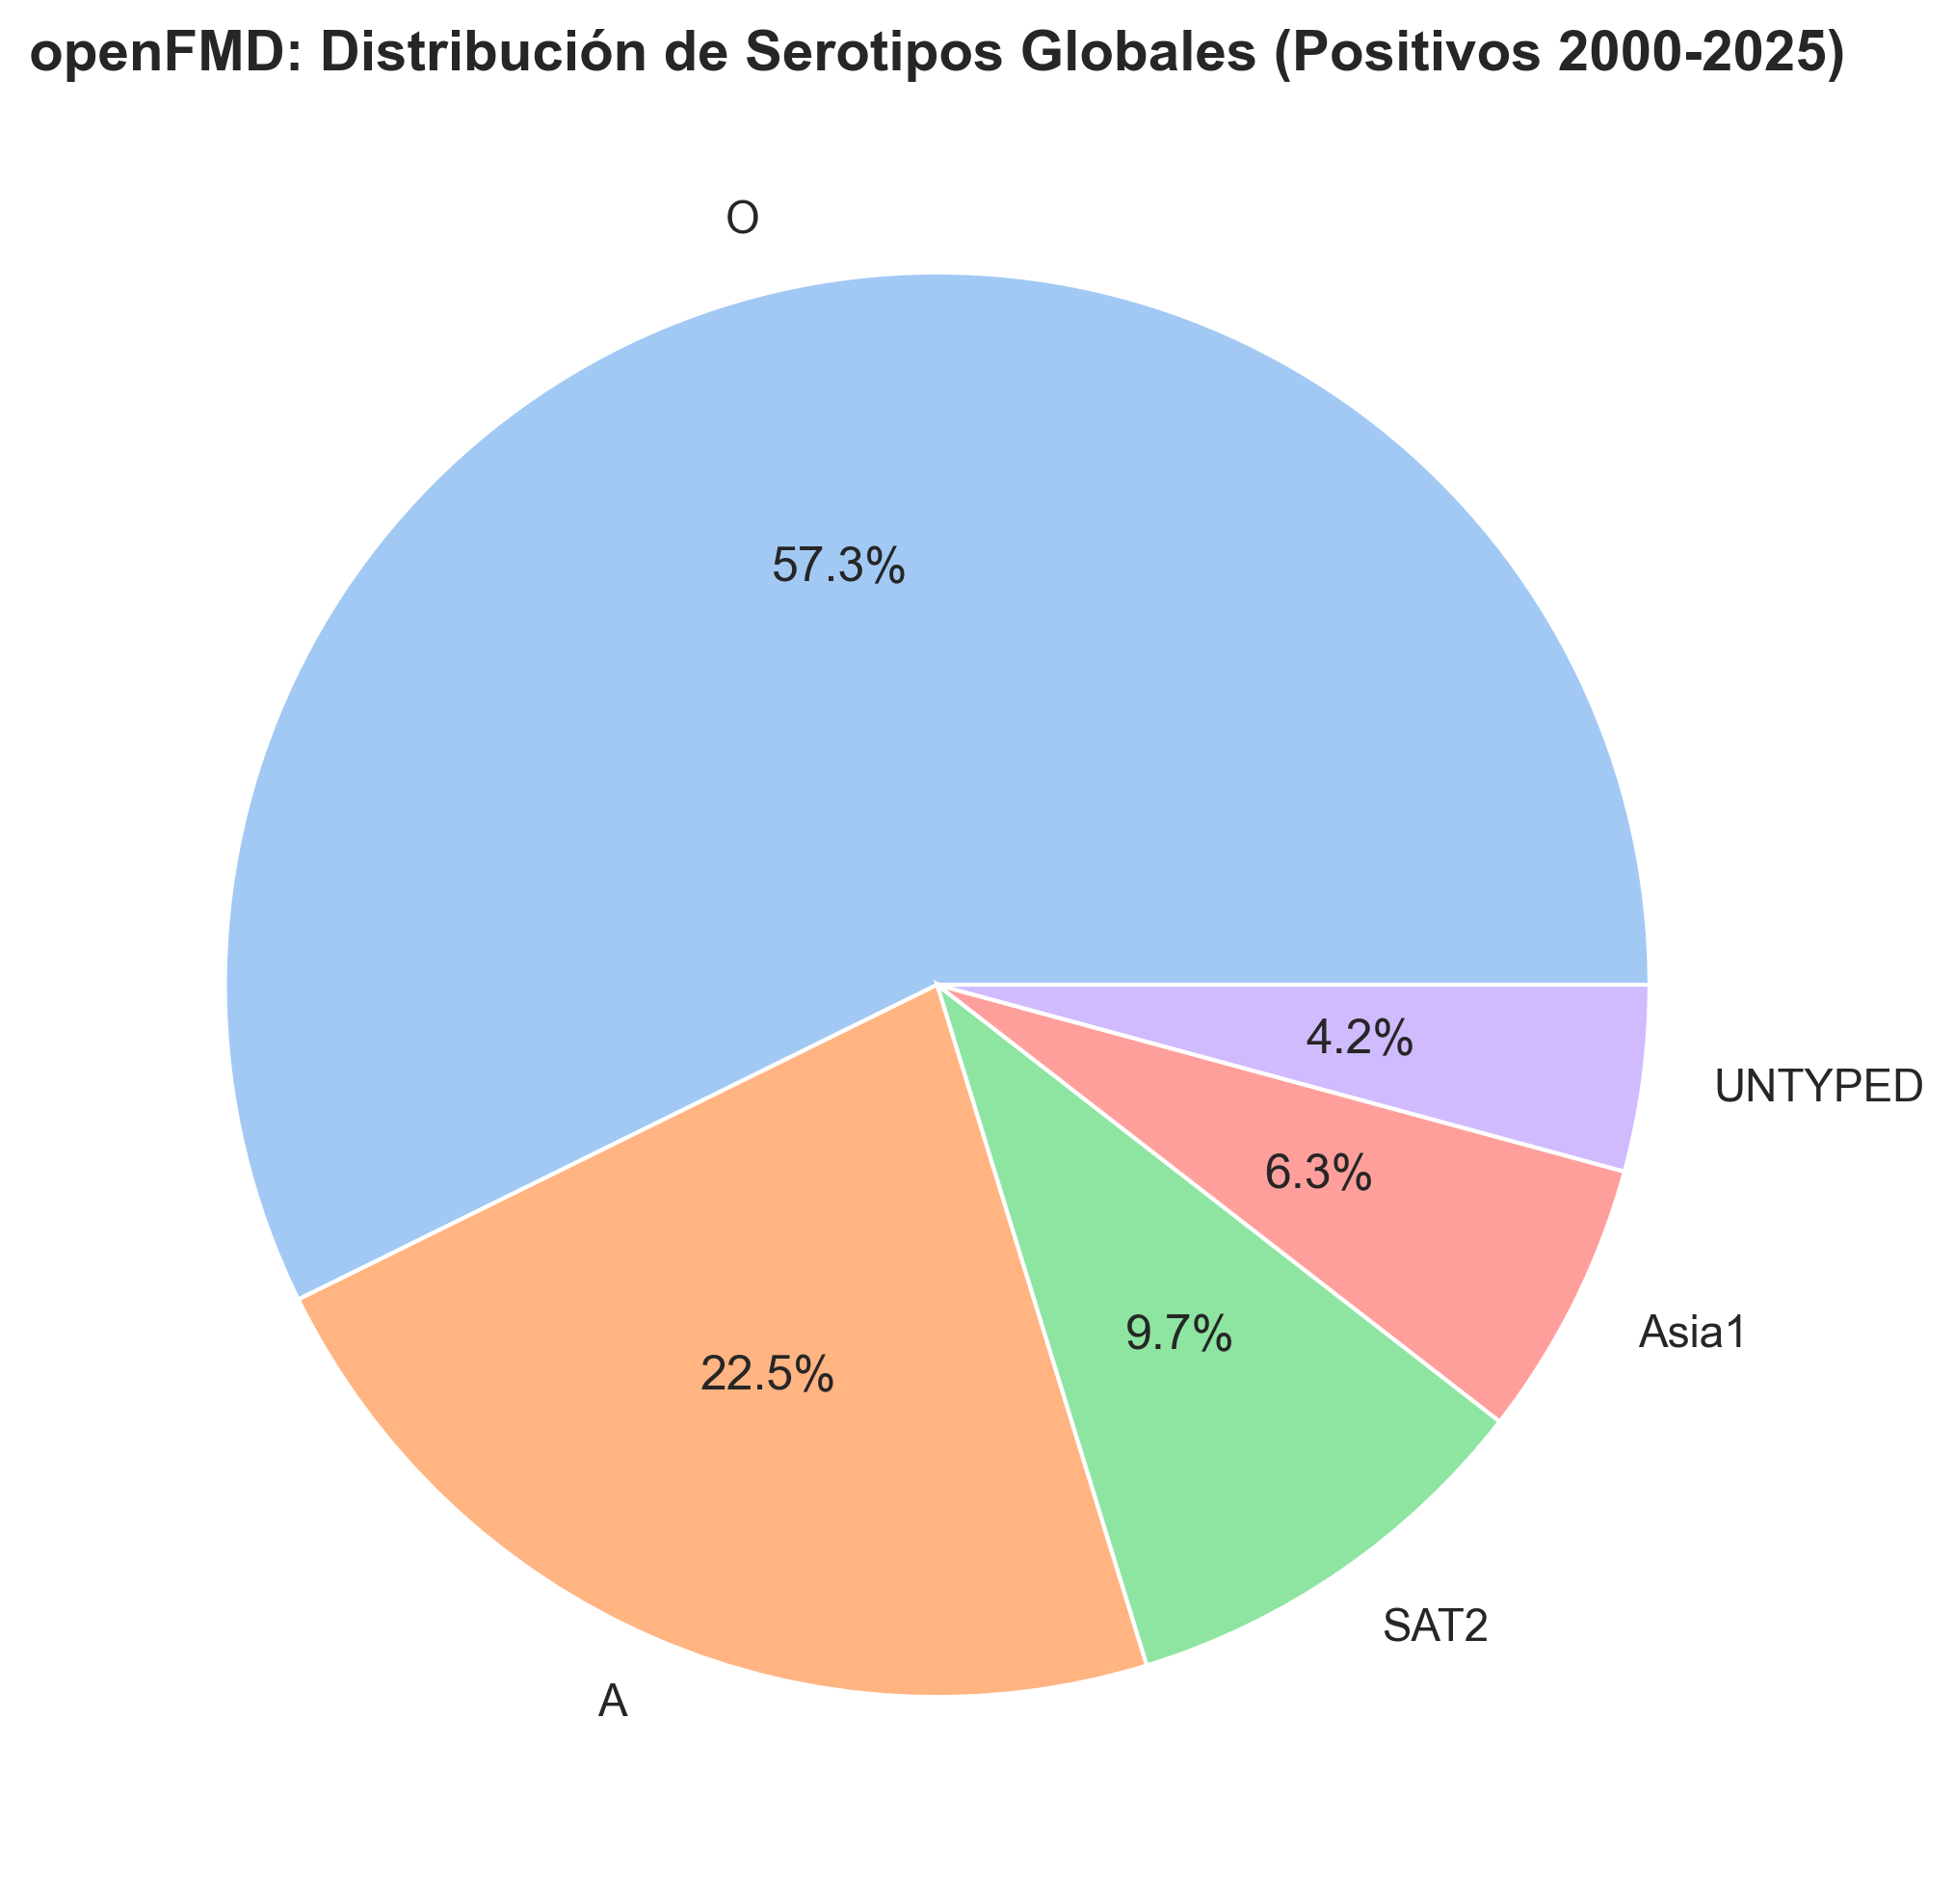 openFMD: Distribución de Serotipos Globales (Positivos 2000-2025)
O
57.3%
4.2%
UNTYPED
6.3%
Asia1
9.7%
22.5%
SAT2
A